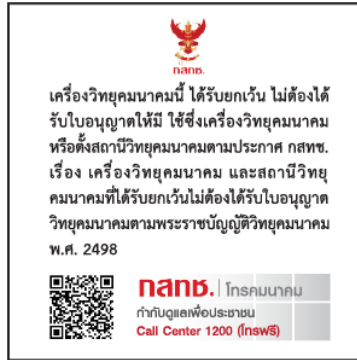 กสทช.
เครื่องวิทยุคมนาคมนี้ ได้รับยกเว้น ไม่ต้องได้
รับใบอนุญาตให้มี ใช้ซึ่งเครื่องวิทยุคมนาคม
หรือตั้งสถานีวิทยุคมนาคมตามประกาศ กสทช.
เรื่อง เครื่องวิทยุคมนาคม และสถานีวิทยุ
คมนาคมที่ได้รับยกเว้นไม่ต้องได้รับใบอนุญาต
วิทยุคมนาคมตามพระราชบัญญัติวิทยุคมนาคม
พ.ศ. 2498
กสทช. | โทรคมนาคม
กำกับดูแลเพื่อประชาชน
Call Center 1200 (โทรฟรี)